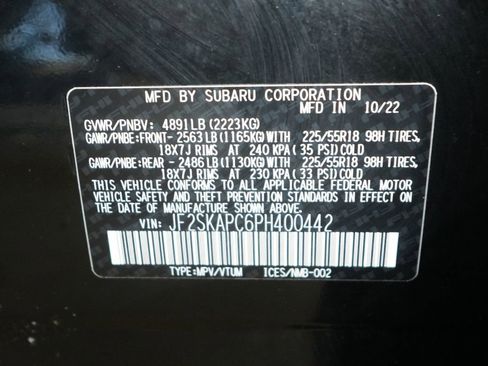 MFD BY SUBARU CORPORATION
MFD IN 10/22
GVWR/PNBV: 4891LB (2223KG)
GAWR/PNBE:FRONT- 2563LB (1165KG) WITH 225/55R18 98H TIRES,
18X7J RIMS AT 240 KPA (35 PSI) COLD
GAWR/PNBE:REAR - 2486LB (1130KG) WITH 225/55R18 98H TIRES,
18X7J RIMS AT 230 KPA (33 PSI) COLD
THIS VEHICLE CONFORMS TO ALL APPLICABLE FEDERAL MOTOR
VEHICLE SAFETY AND THEFT PREVENTION STANDARDS IN EFFECT ON
THE DATE OF MANUFACTURE SHOWN ABOVE.
VIN: JF2SKAPC6PH400442
TYPE:MPV/VTUM ICES/NMB-002